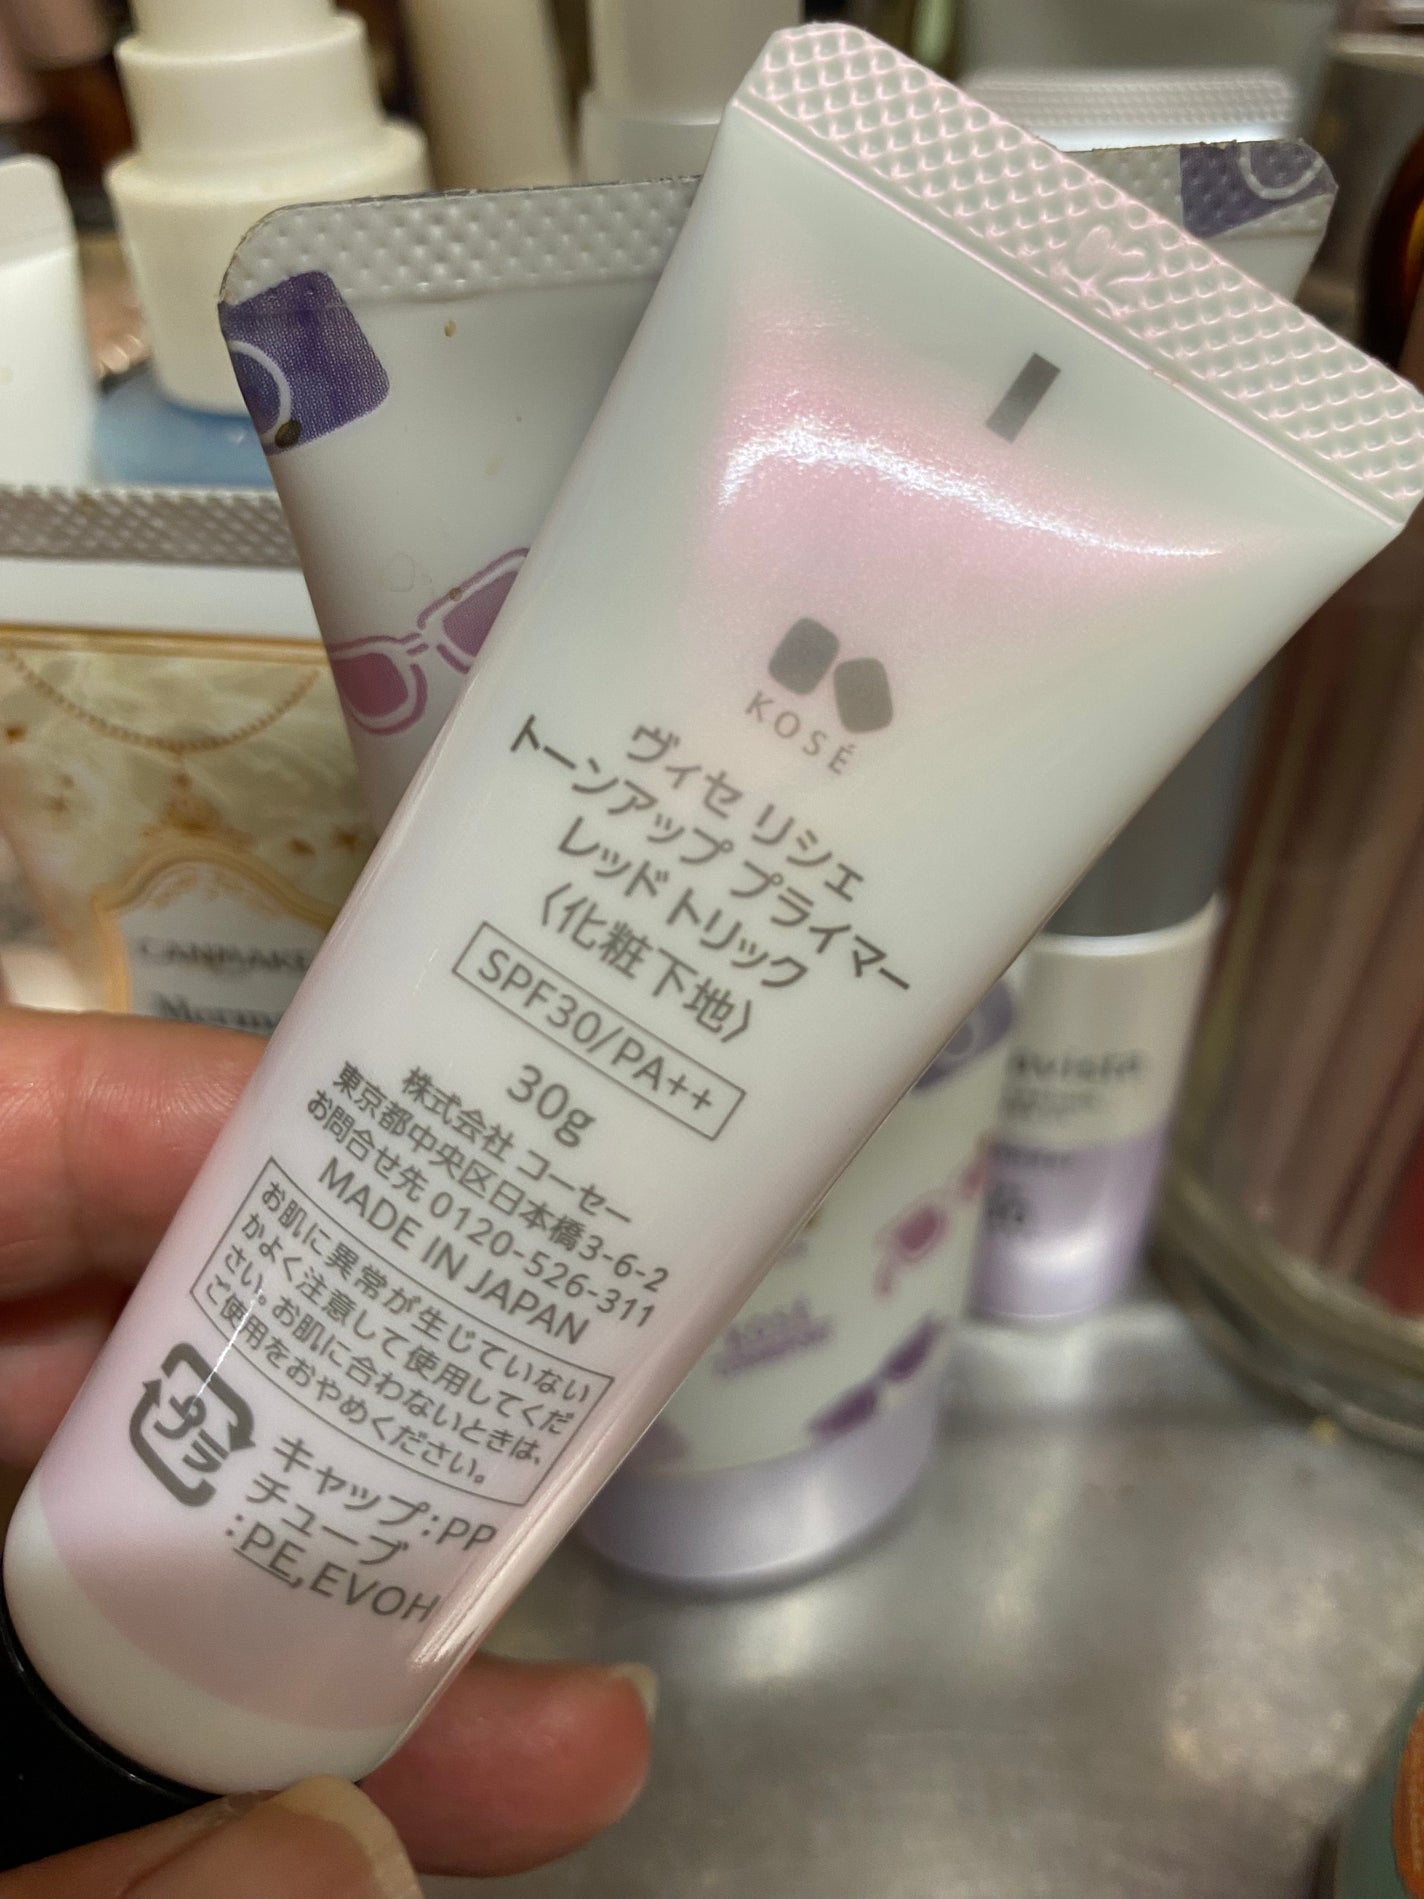 KOSÉ
ヴィセ リシェ
トーンアップ プライマー
レッド トリック
〈化粧下地〉
SPF30/PA++
30g
株式会社 コーセー
東京都中央区日本橋3-6-2
お問合せ先 0120-526-311
MADE IN JAPAN
お肌に異常が生じていない
かよく注意して使用してくだ
さい。お肌に合わないときは、
ご使用をおやめください。
プラ
キャップ:PP
チューブ
:PE,EVOH
CANMAKE